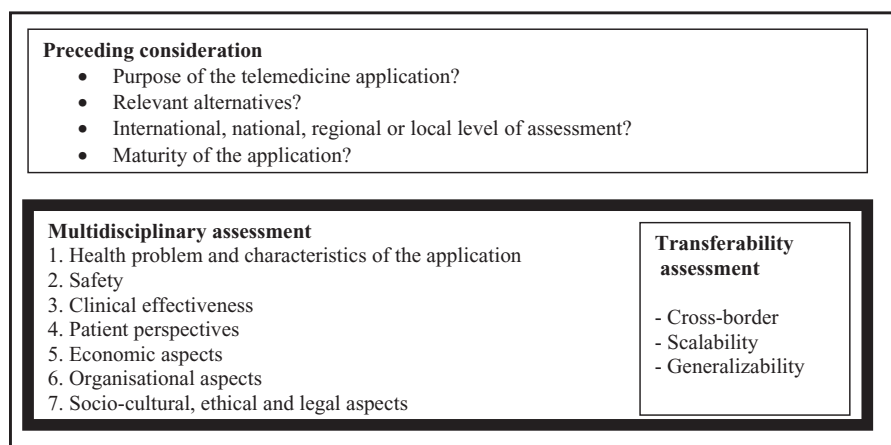 Preceding consideration
• Purpose of the telemedicine application?
• Relevant alternatives?
• International, national, regional or local level of assessment?
• Maturity of the application?
Multidisciplinary assessment
1. Health problem and characteristics of the application
2. Safety
3. Clinical effectiveness
4. Patient perspectives
5. Economic aspects
6. Organisational aspects
7. Socio-cultural, ethical and legal aspects
Transferability
assessment
- Cross-border
- Scalability
- Generalizability